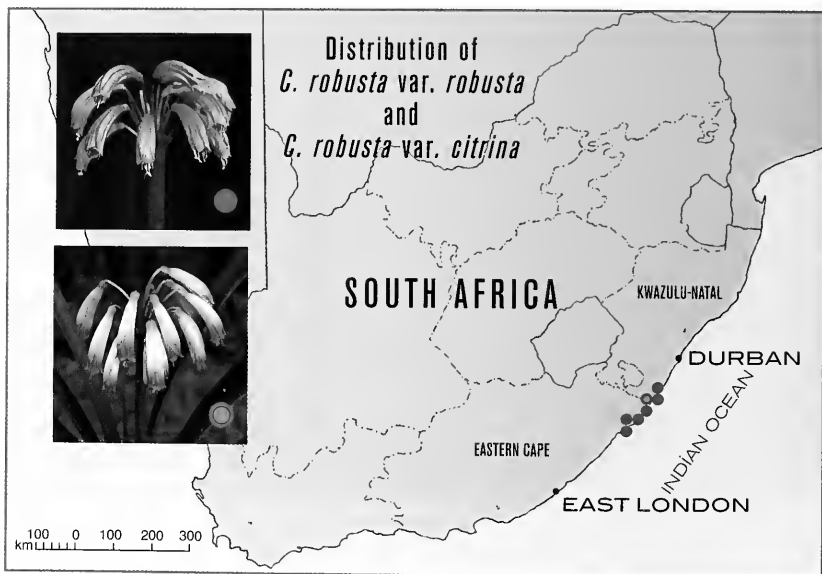 Distribution of
C. robusta var. robusta
and
C. robusta var. citrina
SOUTH AFRICA
KWAZULU-NATAL
DURBAN
INDIAN OCEAN
EASTERN CAPE
EAST LONDON
100 0 100 200 300
km